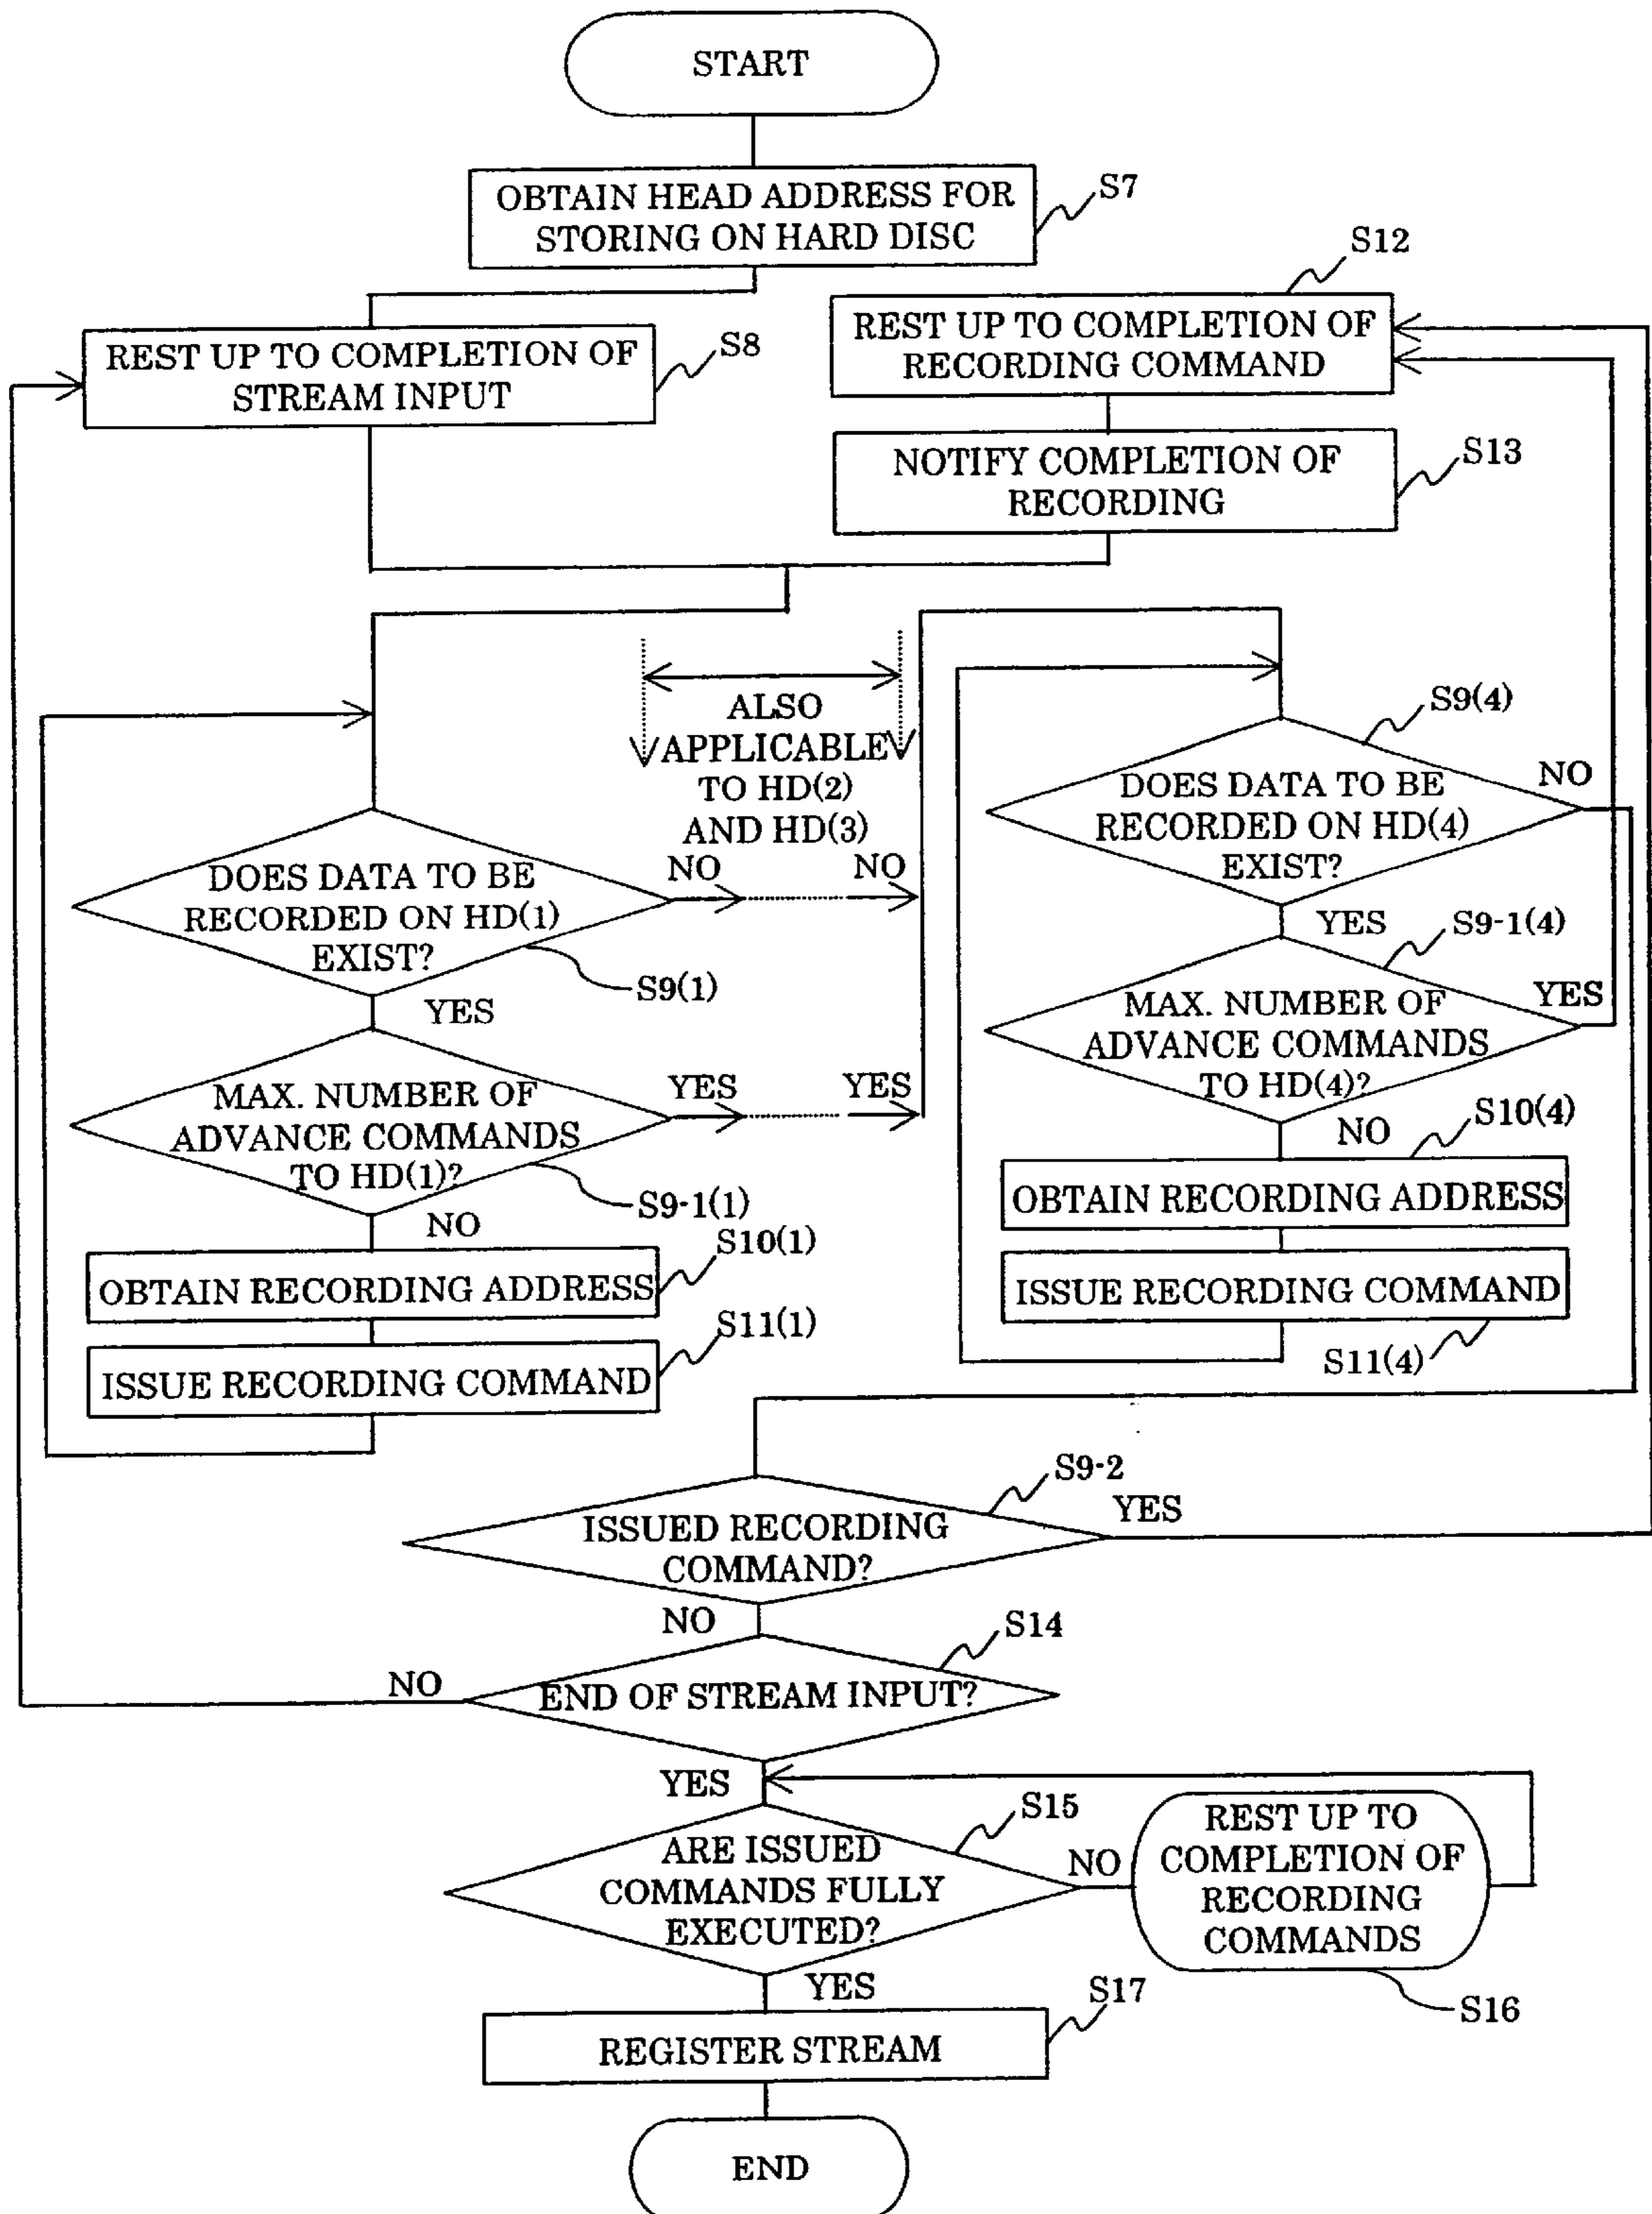 START
OBTAIN HEAD ADDRESS FOR
STORING ON HARD DISC
S7
S12
REST UP TO COMPLETION OF
RECORDING COMMAND
REST UP TO COMPLETION OF
STREAM INPUT
S8
NOTIFY COMPLETION OF
RECORDING
S13
ALSO
APPLICABLE
TO HD(2)
AND HD(3)
S9(4)
DOES DATA TO BE
RECORDED ON HD(4)
EXIST?
NO
YES
DOES DATA TO BE
RECORDED ON HD(1)
EXIST?
NO
NO
S9(1)
YES
S9-1(4)
MAX. NUMBER OF
ADVANCE COMMANDS
TO HD(4)?
YES
NO
MAX. NUMBER OF
ADVANCE COMMANDS
TO HD(1)?
YES
YES
S9-1(1)
NO
S10(4)
OBTAIN RECORDING ADDRESS
ISSUE RECORDING COMMAND
S11(4)
S10(1)
OBTAIN RECORDING ADDRESS
S11(1)
ISSUE RECORDING COMMAND
S9-2
ISSUED RECORDING
COMMAND?
YES
NO
S14
END OF STREAM INPUT?
NO
YES
S15
ARE ISSUED
COMMANDS FULLY
EXECUTED?
NO
REST UP TO
COMPLETION OF
RECORDING
COMMANDS
S16
YES
S17
REGISTER STREAM
END